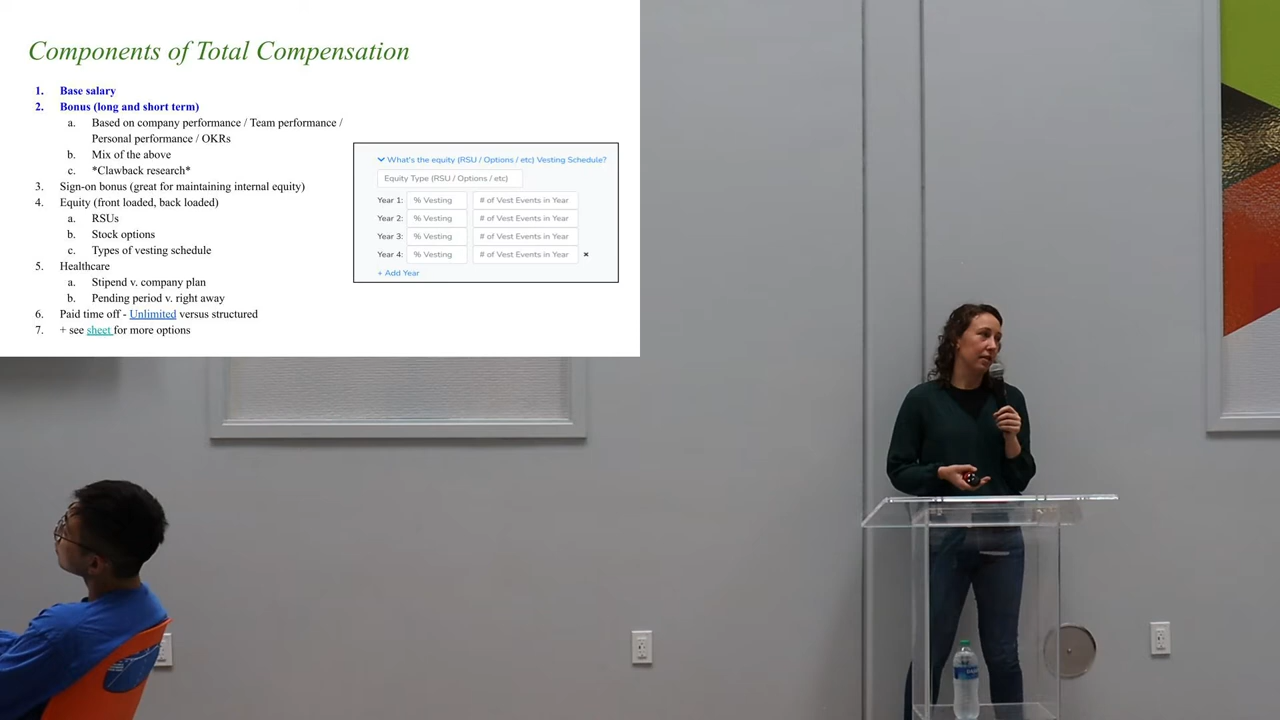 Components of Total Compensation
1. Base salary
2. Bonus (long and short term)
a. Based on company performance / Team performance /
Personal performance / OKRs
b. Mix of the above
c. *Clawback research*
3. Sign-on bonus (great for maintaining internal equity)
4. Equity (front loaded, back loaded)
a. RSUs
b. Stock options
c. Types of vesting schedule
5. Healthcare
a. Stipend v. company plan
b. Pending period v. right away
6. Paid time off - Unlimited versus structured
7. + see sheet for more options
What's the equity (RSU / Options / etc) Vesting Schedule?
Equity Type (RSU / Options / etc)
Year 1: % Vesting # of Vest Events in Year
Year 2: % Vesting # of Vest Events in Year
Year 3: % Vesting # of Vest Events in Year
Year 4: % Vesting # of Vest Events in Year ×
+ Add Year